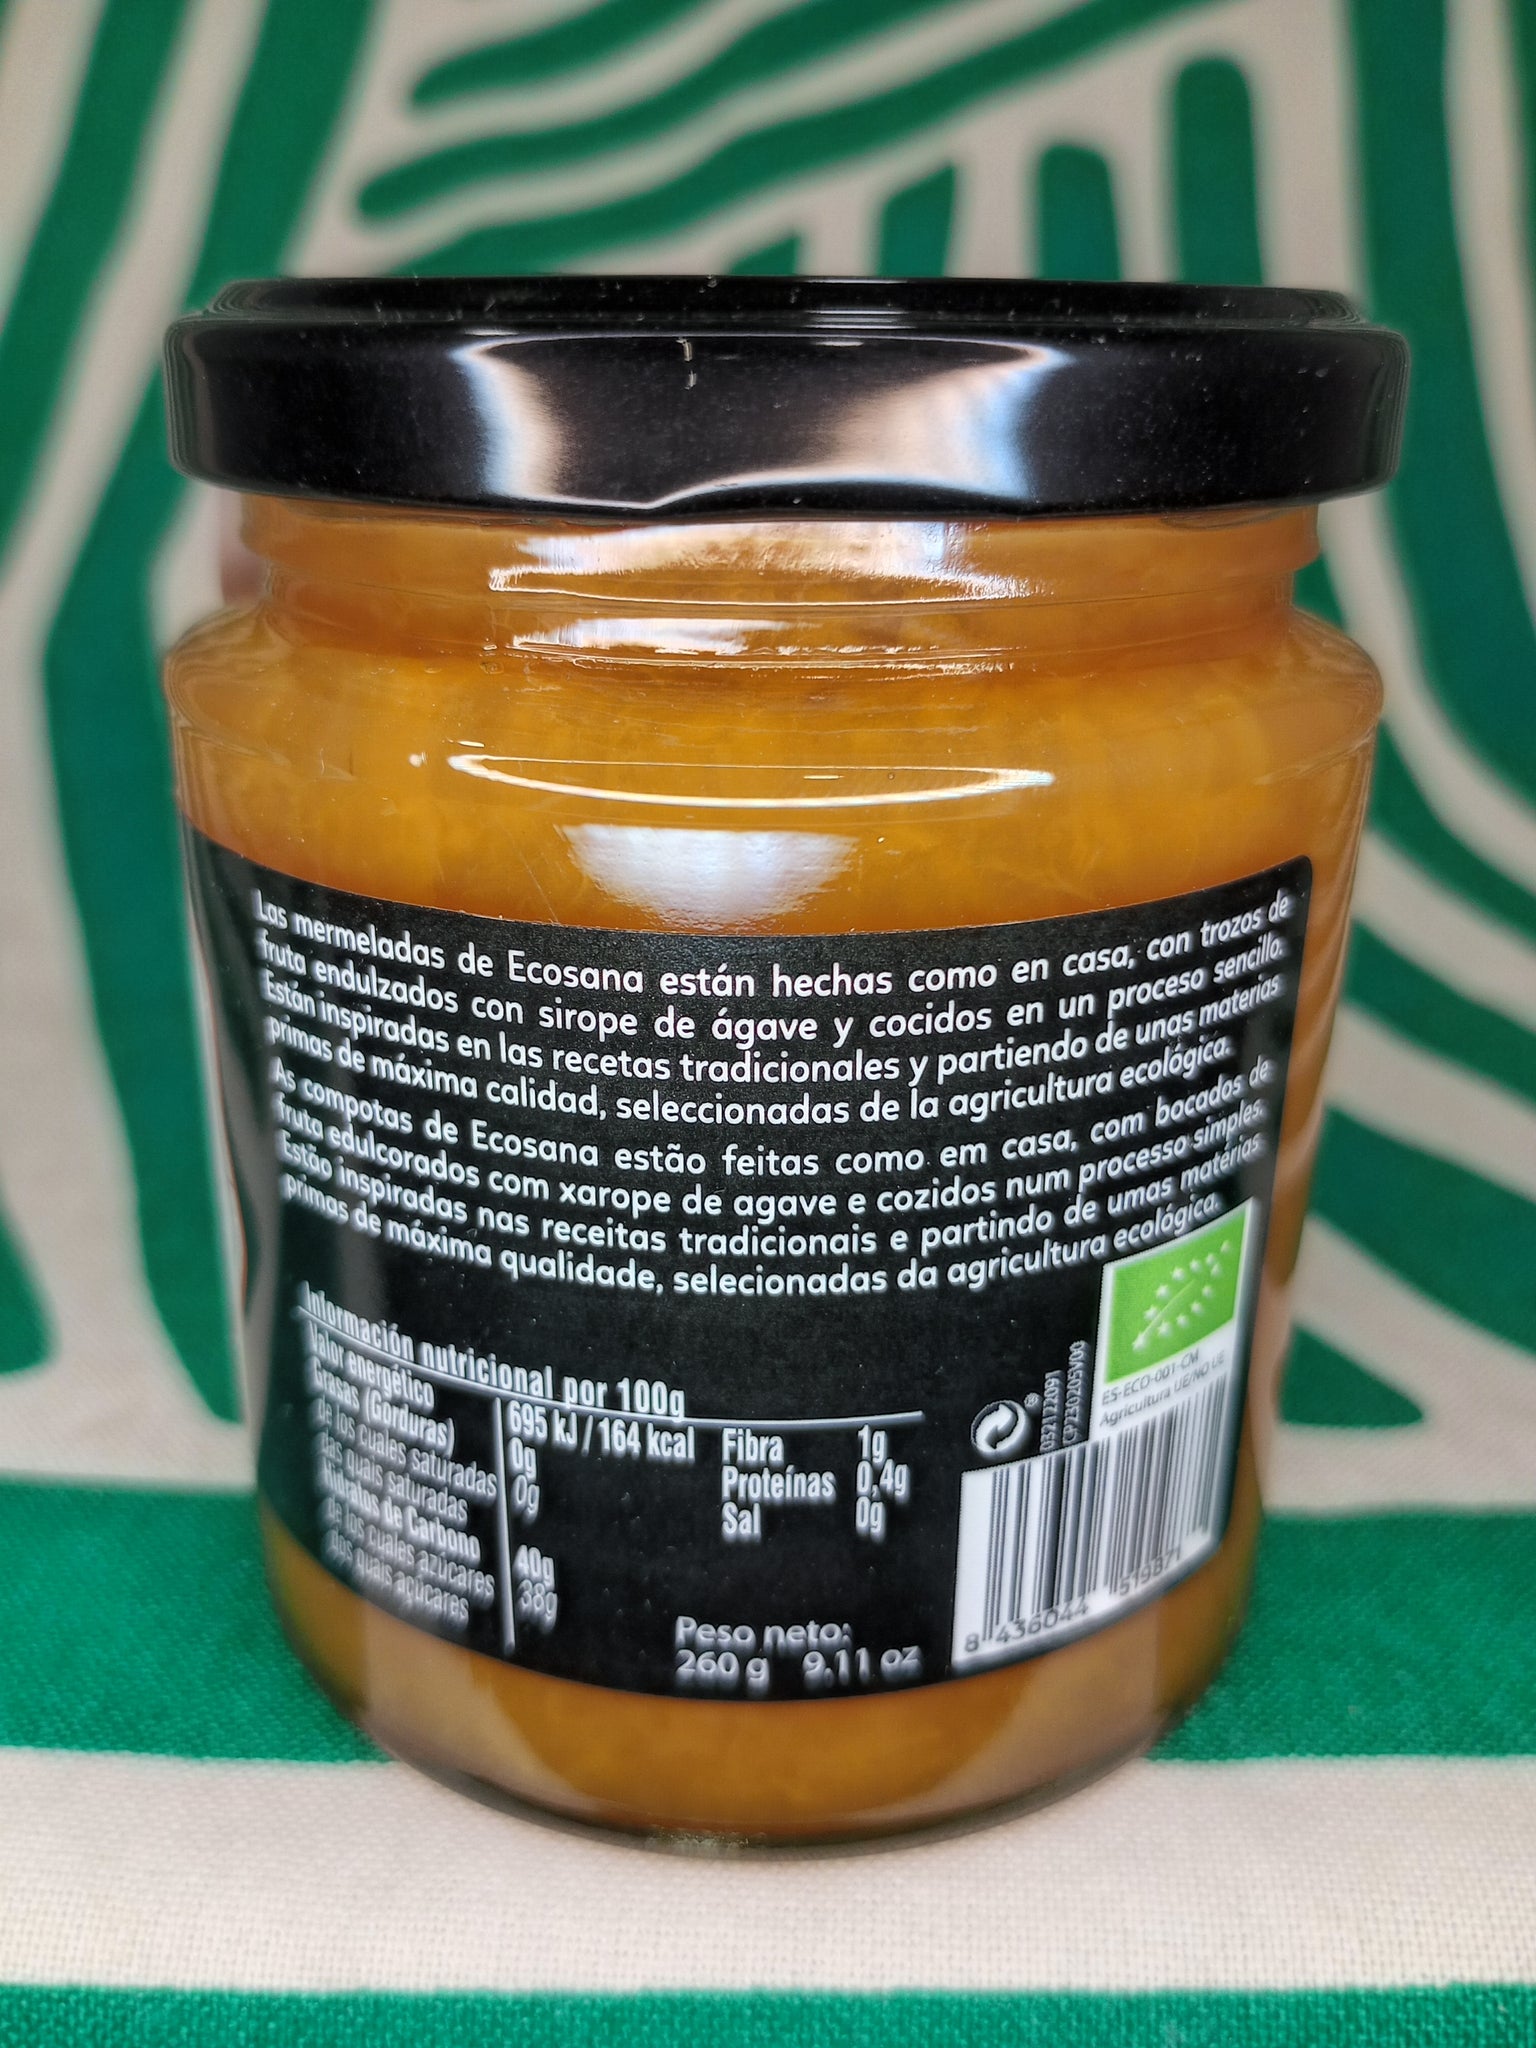 Las mermeladas de Ecosana están hechas como en casa, con trozos de
fruta endulzados con sirope de ágave y cocidos en un proceso sencillo.
Están inspiradas en las recetas tradicionales y partiendo de unas materias
primas de máxima calidad, seleccionadas de la agricultura ecológica.
As compotas de Ecosana estão feitas como em casa, com bocados de
fruta edulcorados com xarope de agave e cozidos num processo simples.
Estão inspiradas nas receitas tradicionais e partindo de umas matérias
primas de máxima qualidade, selecionadas da agricultura ecológica.
Información nutricional por 100g
Valor energético 695 kJ / 164 kcal
Grasas (Gorduras) 0g
de los cuales saturadas 0g
das quais saturadas
Hidratos de Carbono 40g
de los cuales azúcares 38g
dos quais açúcares
Fibra 1g
Proteínas 0,4g
Sal 0g
Peso neto:
260 g 9.11 oz
®
032122091
CP230205V00
ES-ECO-001-CM
Agricultura UE/NO UE
8 436044 519871